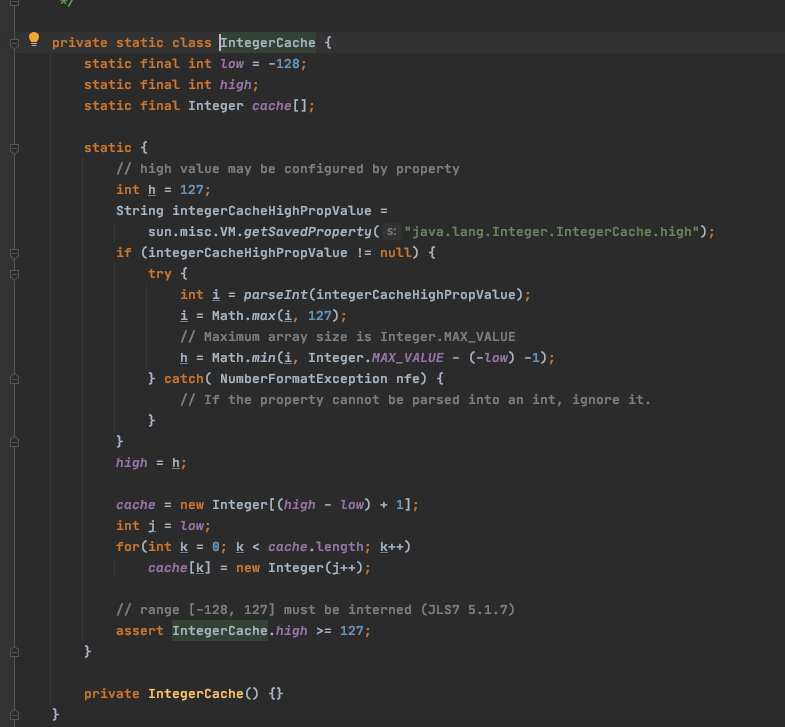 */
private static class IntegerCache {
static final int low = -128;
static final int high;
static final Integer cache[];
static {
// high value may be configured by property
int h = 127;
String integerCacheHighPropValue =
sun.misc.VM.getSavedProperty( s: "java.lang.Integer.IntegerCache.high");
if (integerCacheHighPropValue != null) {
try {
int i = parseInt(integerCacheHighPropValue);
i = Math.max(i, 127);
// Maximum array size is Integer.MAX_VALUE
h = Math.min(i, Integer.MAX_VALUE - (-low) -1);
} catch( NumberFormatException nfe) {
// If the property cannot be parsed into an int, ignore it.
}
}
high = h;
cache = new Integer[(high - low) + 1];
int j = low;
for(int k = 0; k < cache.length; k++)
cache[k] = new Integer(j++);
// range [-128, 127] must be interned (JLS7 5.1.7)
assert IntegerCache.high >= 127;
}
private IntegerCache() {}
}